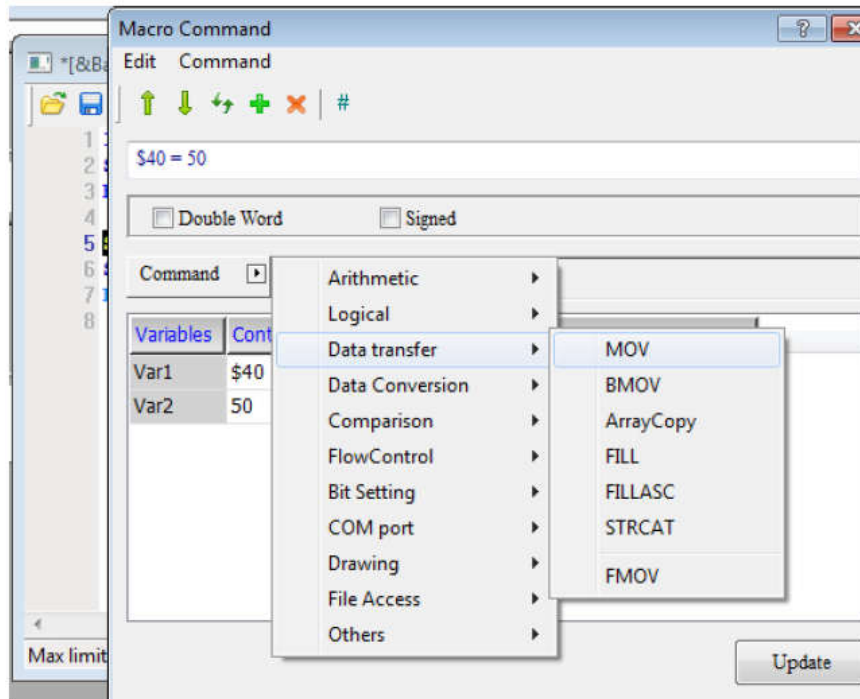 Macro Command
Edit Command
*[&Ba
#
$40 = 50
1
2
3
4
5
6
7
8
Double Word
Signed
Command
Variables Cont
Var1 $40
Var2 50
Arithmetic
Logical
Data transfer
Data Conversion
Comparison
FlowControl
Bit Setting
COM port
Drawing
File Access
Others
MOV
BMOV
ArrayCopy
FILL
FILLASC
STRCAT
FMOV
Max limit
Update